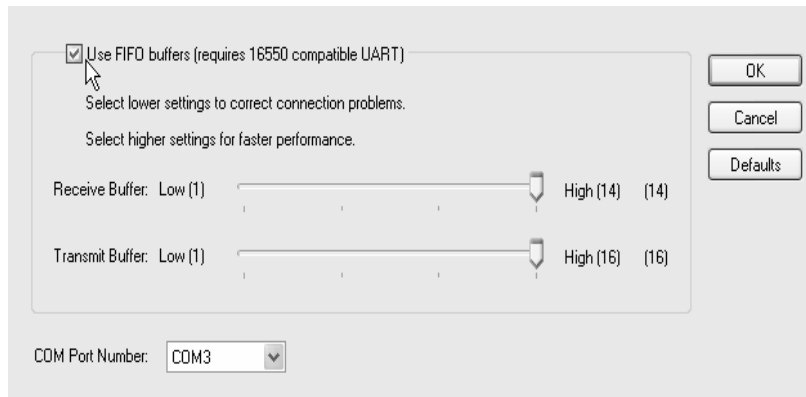 Use FIFO buffers (requires 16550 compatible UART)
OK
Select lower settings to correct connection problems.
Cancel
Select higher settings for faster performance.
Defaults
Receive Buffer: Low (1) High (14) (14)
Transmit Buffer: Low (1) High (16) (16)
COM Port Number: COM3